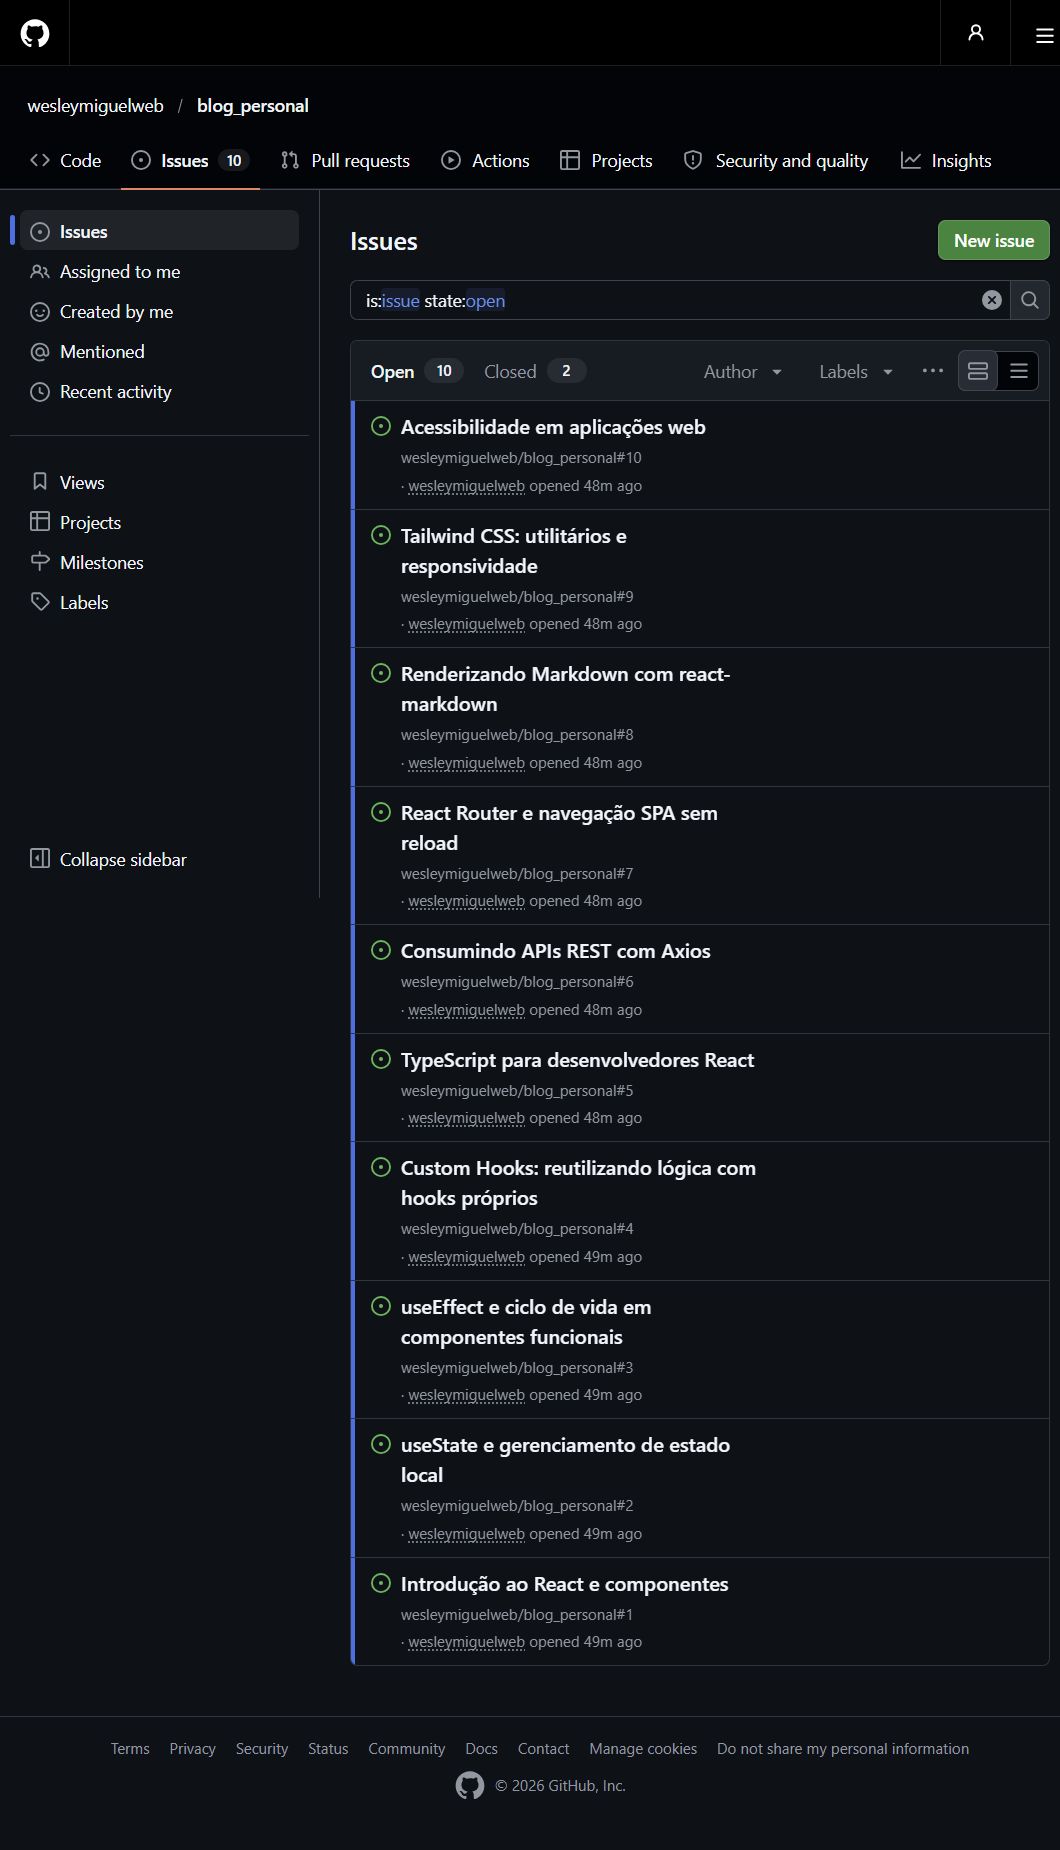 wesleymiguelweb / blog_personal
Code Issues 10 Pull requests Actions Projects Security and quality Insights
Issues
Assigned to me
Created by me
Mentioned
Recent activity
Views
Projects
Milestones
Labels
Collapse sidebar
Issues
New issue
is:issue state:open
Open 10 Closed 2 Author Labels
Acessibilidade em aplicações web
wesleymiguelweb/blog_personal#10
· wesleymiguelweb opened 48m ago
Tailwind CSS: utilitários e
responsividade
wesleymiguelweb/blog_personal#9
· wesleymiguelweb opened 48m ago
Renderizando Markdown com react-
markdown
wesleymiguelweb/blog_personal#8
· wesleymiguelweb opened 48m ago
React Router e navegação SPA sem
reload
wesleymiguelweb/blog_personal#7
· wesleymiguelweb opened 48m ago
Consumindo APIs REST com Axios
wesleymiguelweb/blog_personal#6
· wesleymiguelweb opened 48m ago
TypeScript para desenvolvedores React
wesleymiguelweb/blog_personal#5
· wesleymiguelweb opened 48m ago
Custom Hooks: reutilizando lógica com
hooks próprios
wesleymiguelweb/blog_personal#4
· wesleymiguelweb opened 49m ago
useEffect e ciclo de vida em
componentes funcionais
wesleymiguelweb/blog_personal#3
· wesleymiguelweb opened 49m ago
useState e gerenciamento de estado
local
wesleymiguelweb/blog_personal#2
· wesleymiguelweb opened 49m ago
Introdução ao React e componentes
wesleymiguelweb/blog_personal#1
· wesleymiguelweb opened 49m ago
Terms Privacy Security Status Community Docs Contact Manage cookies Do not share my personal information
© 2026 GitHub, Inc.